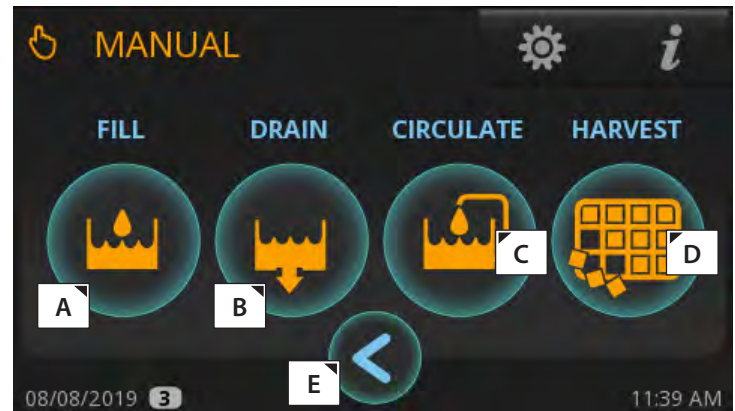 MANUAL i
FILL DRAIN CIRCULATE HARVEST
A B C D
E <
08/08/2019 3 11:39 AM